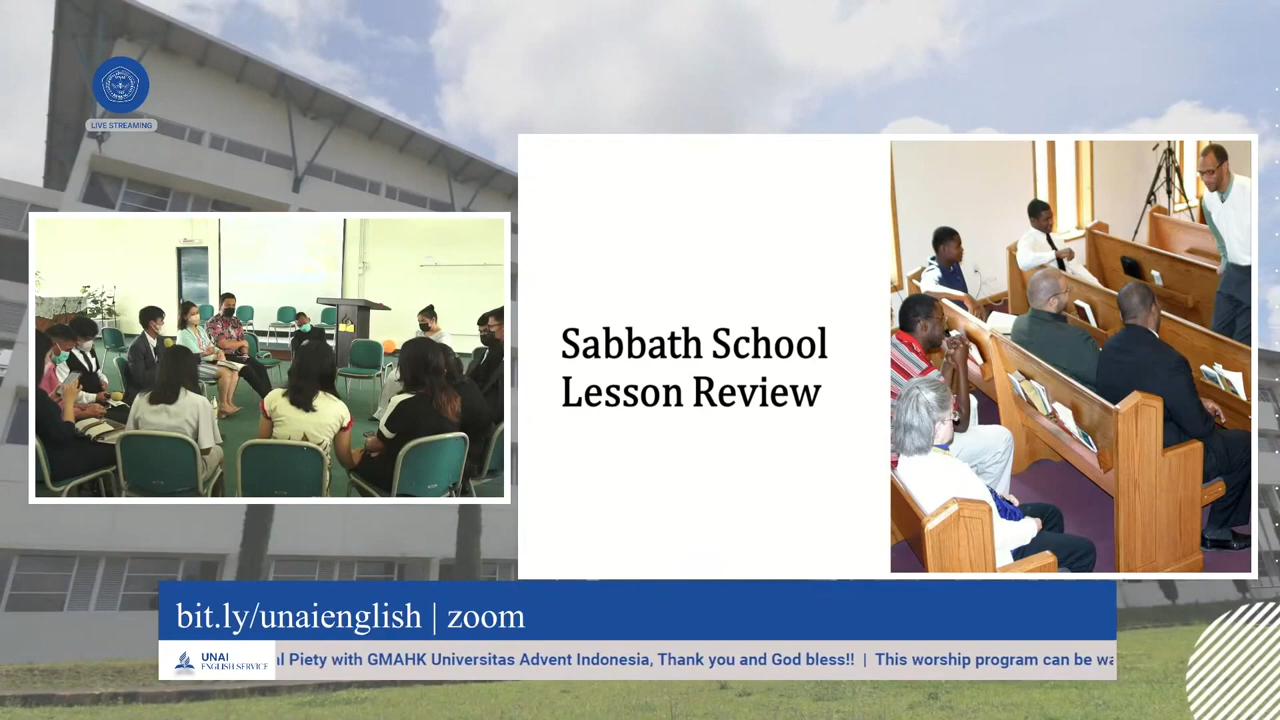 LIVE STREAMING
Sabbath School
Lesson Review
bit.ly/unaienglish | zoom
UNAI
ENGLISH SERVICE
al Piety with GMAHK Universitas Advent Indonesia, Thank you and God bless!! | This worship program can be wa